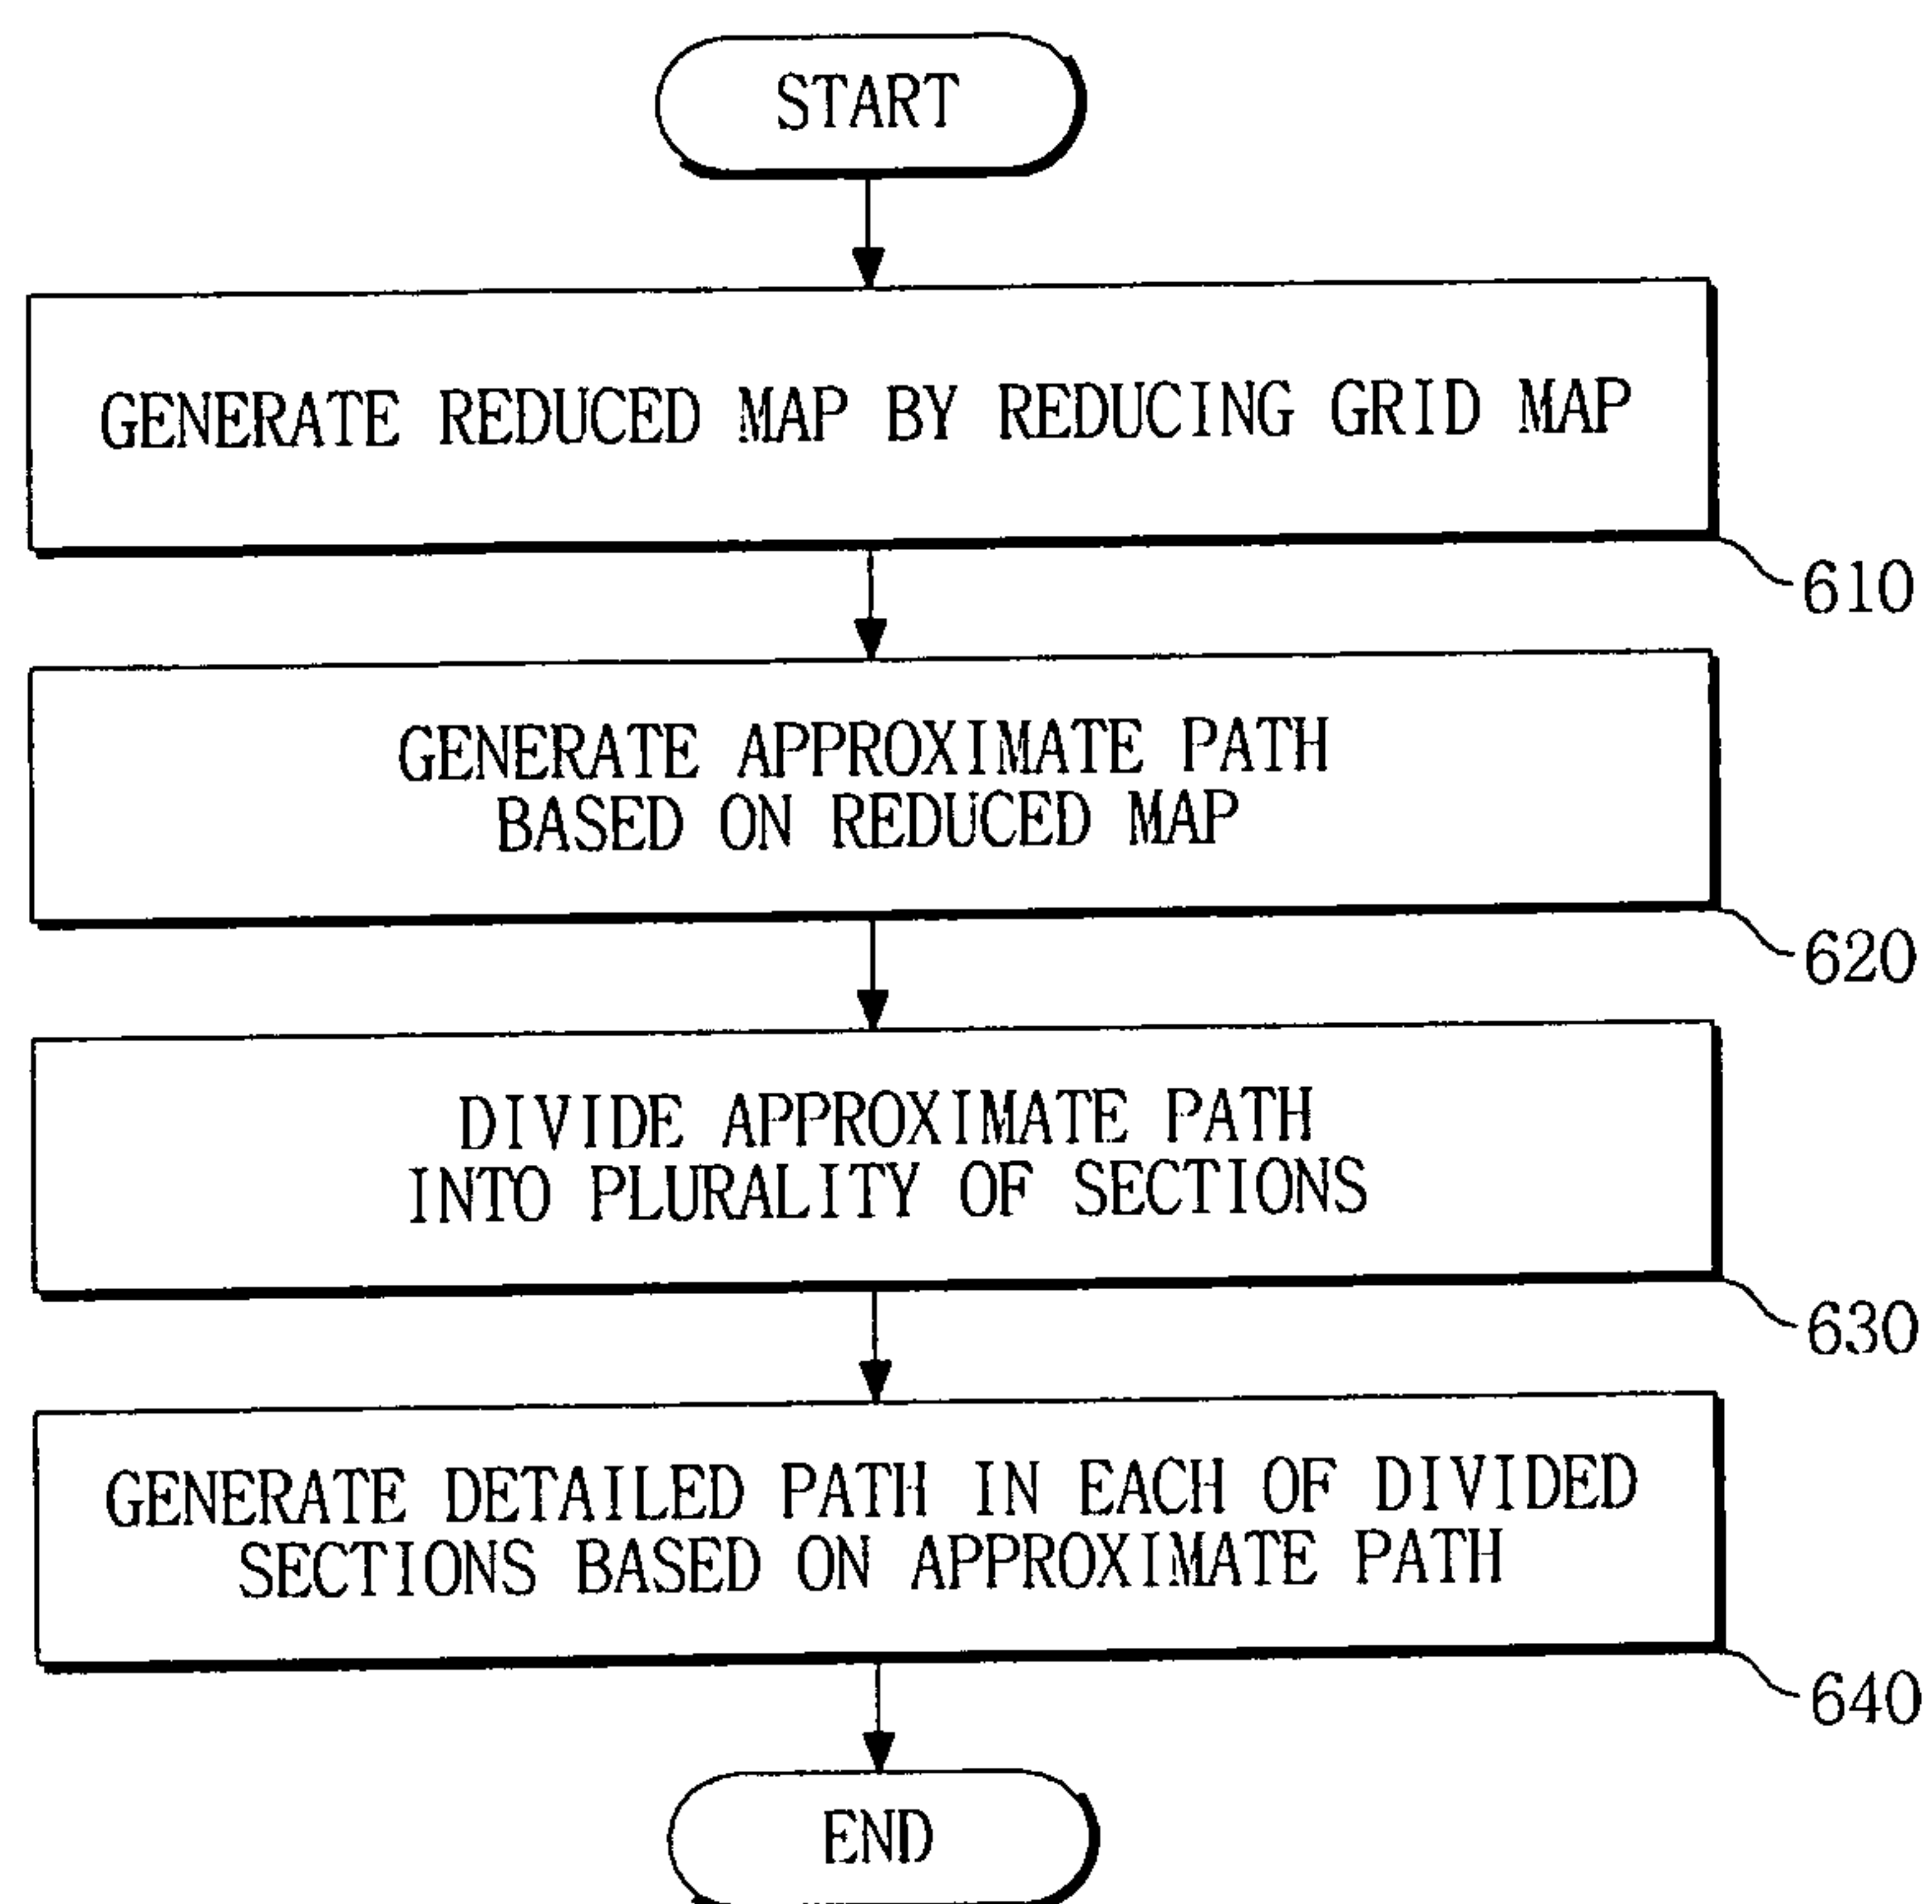 START
GENERATE REDUCED MAP BY REDUCING GRID MAP
610
GENERATE APPROXIMATE PATH
BASED ON REDUCED MAP
620
DIVIDE APPROXIMATE PATH
INTO PLURALITY OF SECTIONS
630
GENERATE DETAILED PATH IN EACH OF DIVIDED
SECTIONS BASED ON APPROXIMATE PATH
640
END